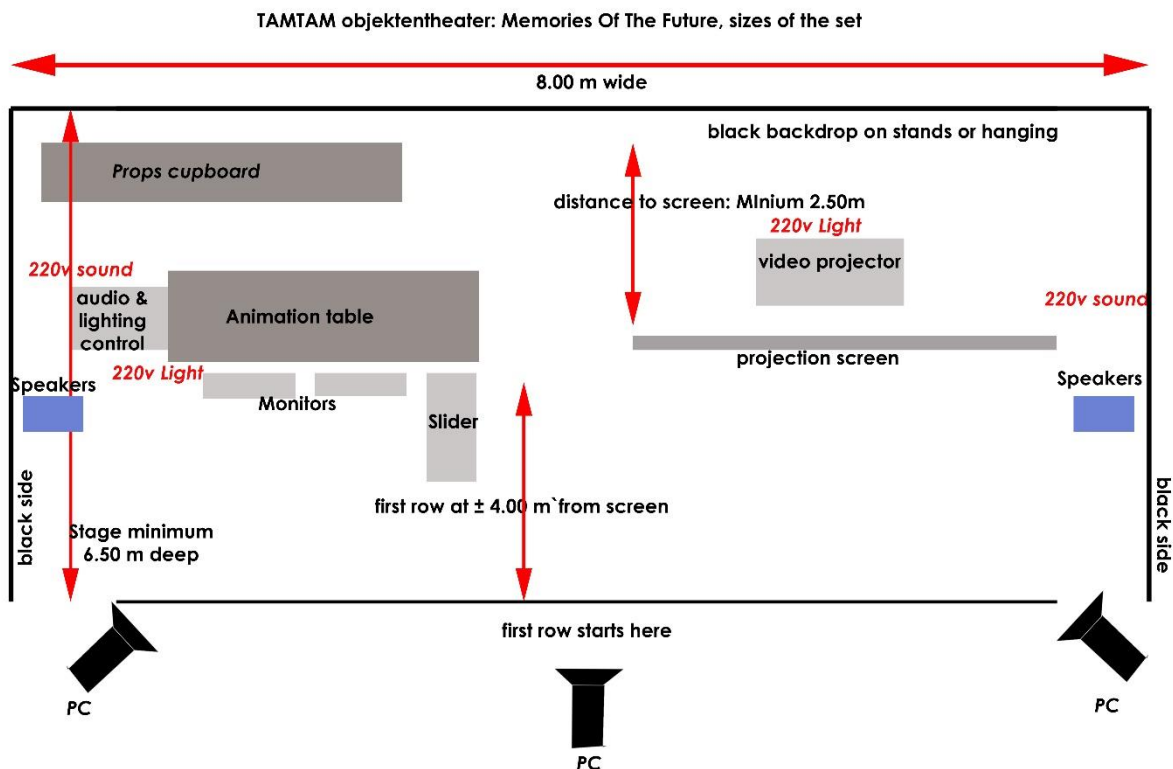 TAMTAM objektentheater: Memories Of The Future, sizes of the set
8.00 m wide
black backdrop on stands or hanging
Props cupboard
distance to screen: MInium 2.50m
220v Light
video projector
220v sound
audio &
lighting
control
Animation table
220v sound
projection screen
220v Light
Speakers
Monitors
Slider
Speakers
black side
first row at ± 4.00 m`from screen
black side
Stage minimum
6.50 m deep
first row starts here
PC
PC
PC